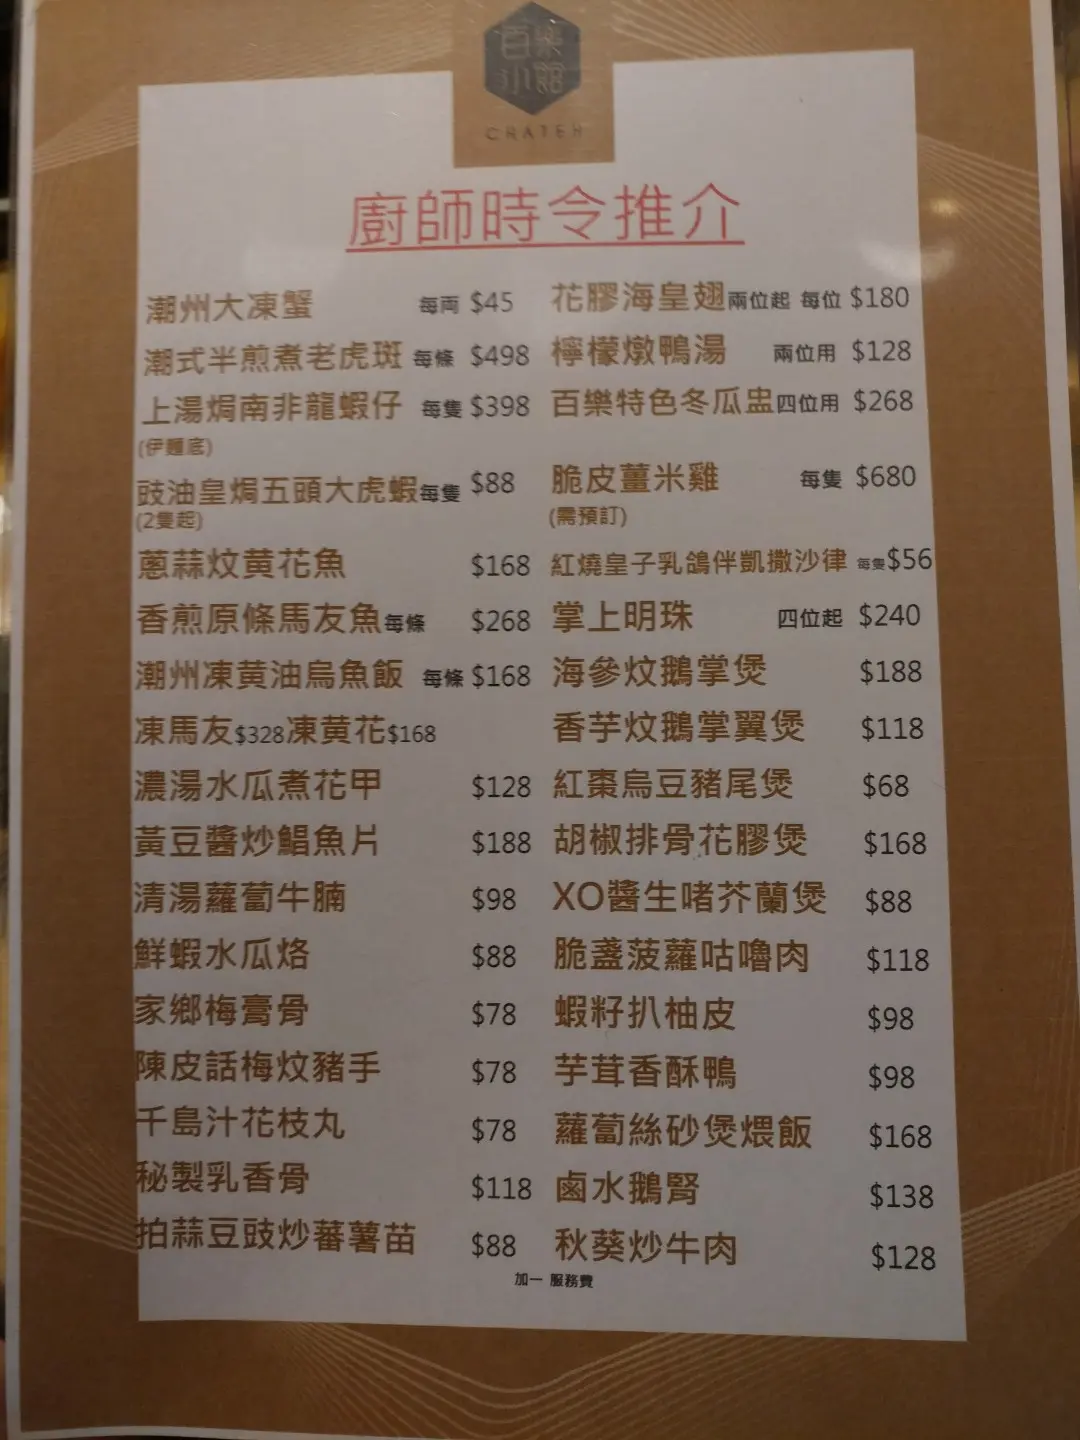 百樂
小館
CRATEH
廚師時令推介
潮州大凍蟹 每両 $45
潮式半煎煮老虎斑 每條 $498
上湯焗南非龍蝦仔 每隻 $398
(伊麵底)
豉油皇焗五頭大虎蝦 每隻 $88
(2隻起)
蔥蒜炆黄花魚 $168
香煎原條馬友魚 每條 $268
潮州凍黄油烏魚飯 每條 $168
凍馬友$328凍黄花$168
濃湯水瓜煮花甲 $128
黃豆醬炒鯧魚片 $188
清湯蘿蔔牛腩 $98
鮮蝦水瓜烙 $88
家鄉梅膏骨 $78
陳皮話梅炆豬手 $78
千島汁花枝丸 $78
秘製乳香骨 $118
拍蒜豆豉炒蕃薯苗 $88
花膠海皇翅 兩位起 每位 $180
檸檬燉鴨湯 兩位用 $128
百樂特色冬瓜盅 四位用 $268
脆皮薑米雞 每隻 $680
(需預訂)
紅燒皇子乳鴿伴凱撒沙律 每隻 $56
掌上明珠 四位起 $240
海參炆鵝掌煲 $188
香芋炆鵝掌翼煲 $118
紅棗烏豆豬尾煲 $68
胡椒排骨花膠煲 $168
XO醬生啫芥蘭煲 $88
脆盞菠蘿咕嚕肉 $118
蝦籽扒柚皮 $98
芋茸香酥鴨 $98
蘿蔔絲砂煲煨飯 $168
鹵水鵝腎 $138
秋葵炒牛肉 $128
加一 服務費